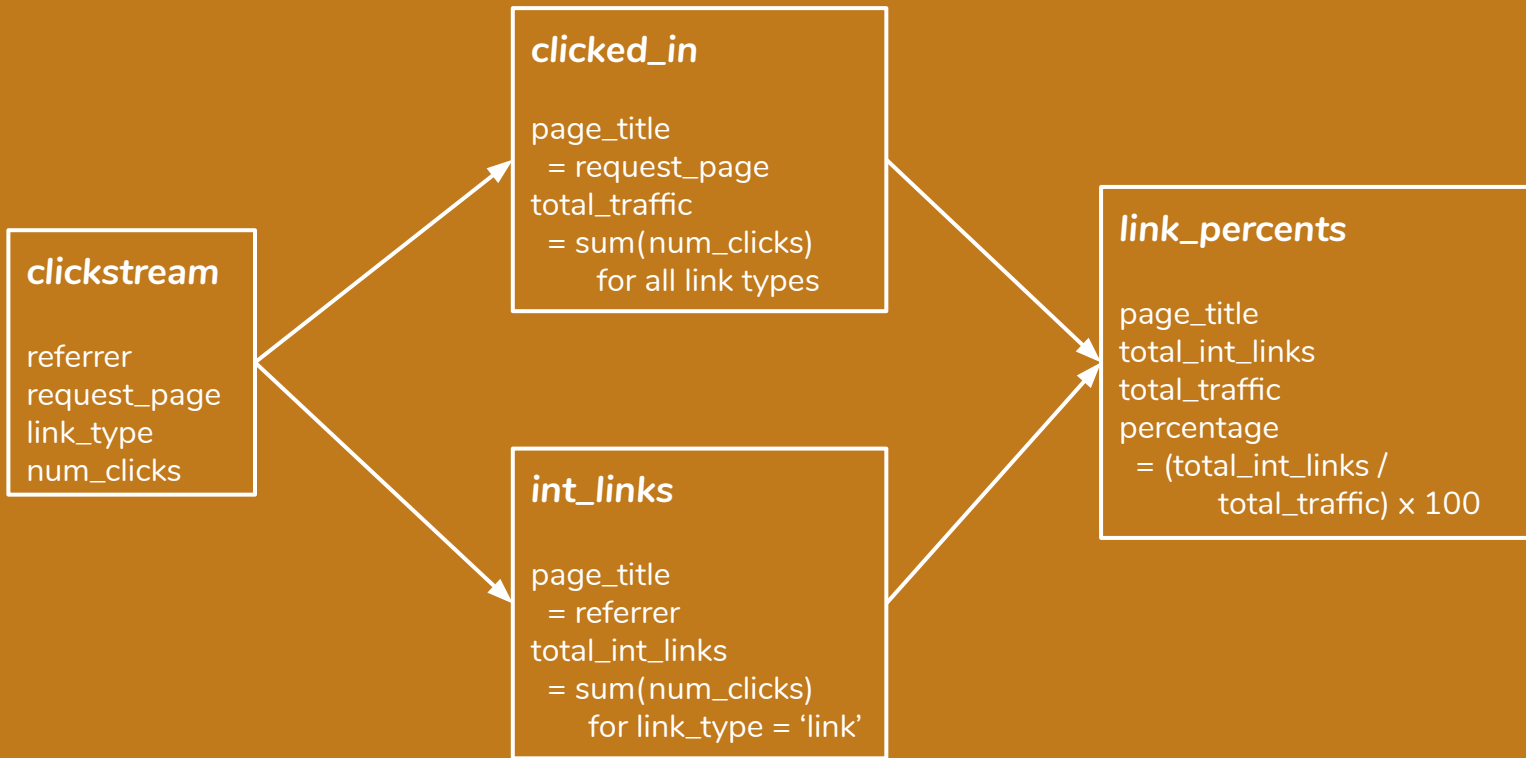 clickstream
referrer
request_page
link_type
num_clicks
clicked_in
page_title
= request_page
total_traffic
= sum(num_clicks)
for all link types
int_links
page_title
= referrer
total_int_links
= sum(num_clicks)
for link_type = ‘link’
link_percents
page_title
total_int_links
total_traffic
percentage
= (total_int_links /
total_traffic) x 100